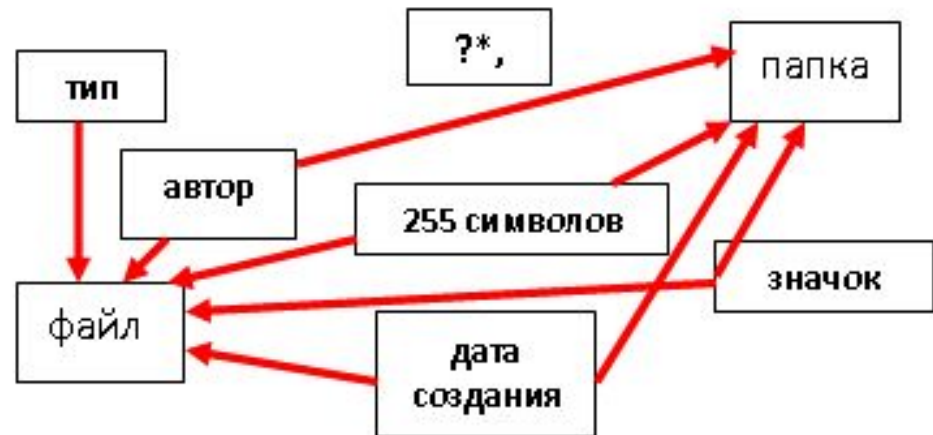 ?*,
папка
тип
автор
255 символов
значок
файл
дата
создания